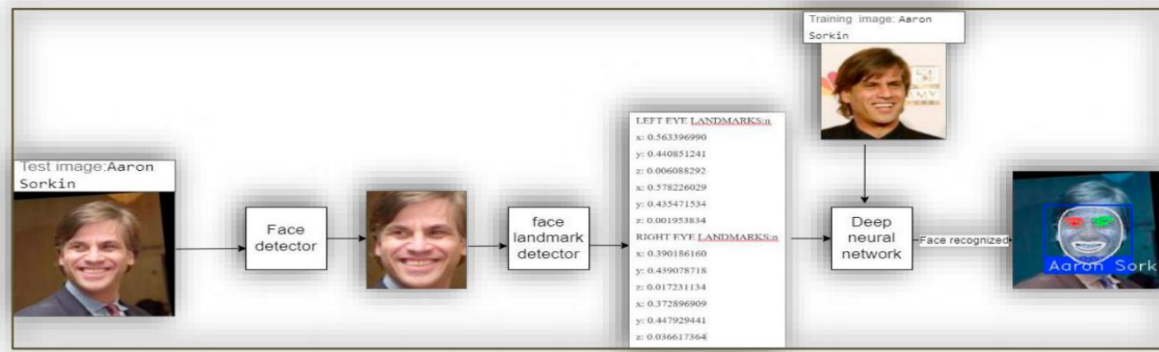 Training image: Aaron
Sorkin
Test image:Aaron
Sorkin
Face
detector
face
landmark
detector
LEFT EYE LANDMARKS:n
x: 0.563396990
y: 0.440851241
z: 0.006088292
x: 0.578226029
y: 0.435471534
z: 0.001953834
RIGHT EYE LANDMARKS:n
x: 0.390186160
y: 0.439078718
z: 0.017231134
x: 0.372896909
y: 0.447929441
z: 0.036617364
Deep
neural
network
Face recognized
Aaron Sork